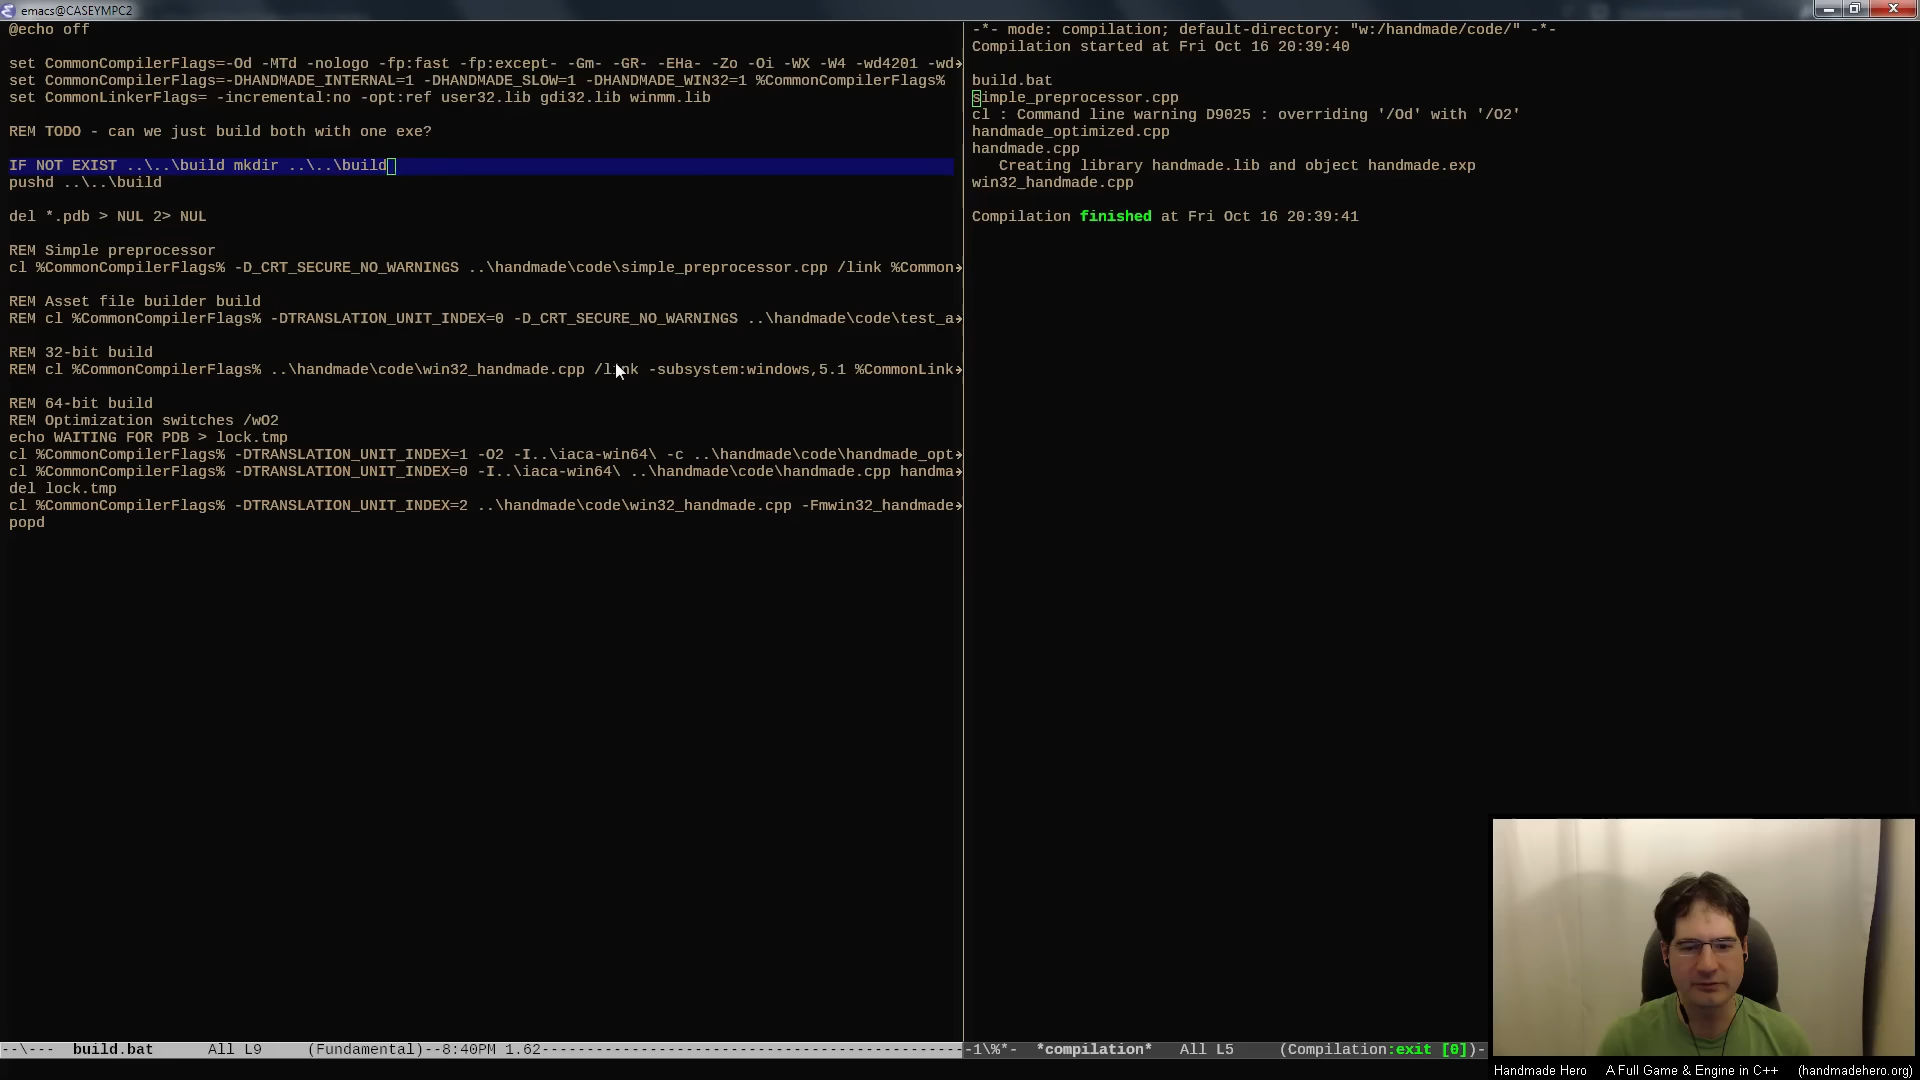 emacs@CASEYMPC2
@echo off
set CommonCompilerFlags=-Od -MTd -nologo -fp:fast -fp:except- -Gm- -GR- -EHa- -Zo -Oi -WX -W4 -wd4201 -wd
set CommonCompilerFlags=-DHANDMADE_INTERNAL=1 -DHANDMADE_SLOW=1 -DHANDMADE_WIN32=1 %CommonCompilerFlags%
set CommonLinkerFlags= -incremental:no -opt:ref user32.lib gdi32.lib winmm.lib
REM TODO - can we just build both with one exe?
IF NOT EXIST ..\..\build mkdir ..\..\build
pushd ..\..\build
del *.pdb > NUL 2> NUL
REM Simple preprocessor
cl %CommonCompilerFlags% -D_CRT_SECURE_NO_WARNINGS ..\handmade\code\simple_preprocessor.cpp /link %Common
REM Asset file builder build
REM cl %CommonCompilerFlags% -DTRANSLATION_UNIT_INDEX=0 -D_CRT_SECURE_NO_WARNINGS ..\handmade\code\test_a
REM 32-bit build
REM cl %CommonCompilerFlags% ..\handmade\code\win32_handmade.cpp /link -subsystem:windows,5.1 %CommonLink
REM 64-bit build
REM Optimization switches /wO2
echo WAITING FOR PDB > lock.tmp
cl %CommonCompilerFlags% -DTRANSLATION_UNIT_INDEX=1 -O2 -I..\iaca-win64\ -c ..\handmade\code\handmade_opt
cl %CommonCompilerFlags% -DTRANSLATION_UNIT_INDEX=0 -I..\iaca-win64\ ..\handmade\code\handmade.cpp handma
del lock.tmp
cl %CommonCompilerFlags% -DTRANSLATION_UNIT_INDEX=2 ..\handmade\code\win32_handmade.cpp -Fmwin32_handmade
popd
--\--- build.bat All L9 (Fundamental)--8:40PM 1.62
-*- mode: compilation; default-directory: "w:/handmade/code/" -*-
Compilation started at Fri Oct 16 20:39:40
build.bat
simple_preprocessor.cpp
cl : Command line warning D9025 : overriding '/Od' with '/O2'
handmade_optimized.cpp
handmade.cpp
Creating library handmade.lib and object handmade.exp
win32_handmade.cpp
Compilation finished at Fri Oct 16 20:39:41
-1\%*- *compilation* All L5 (Compilation:exit [0])-
Handmade Hero A Full Game & Engine in C++ (handmadehero.org)